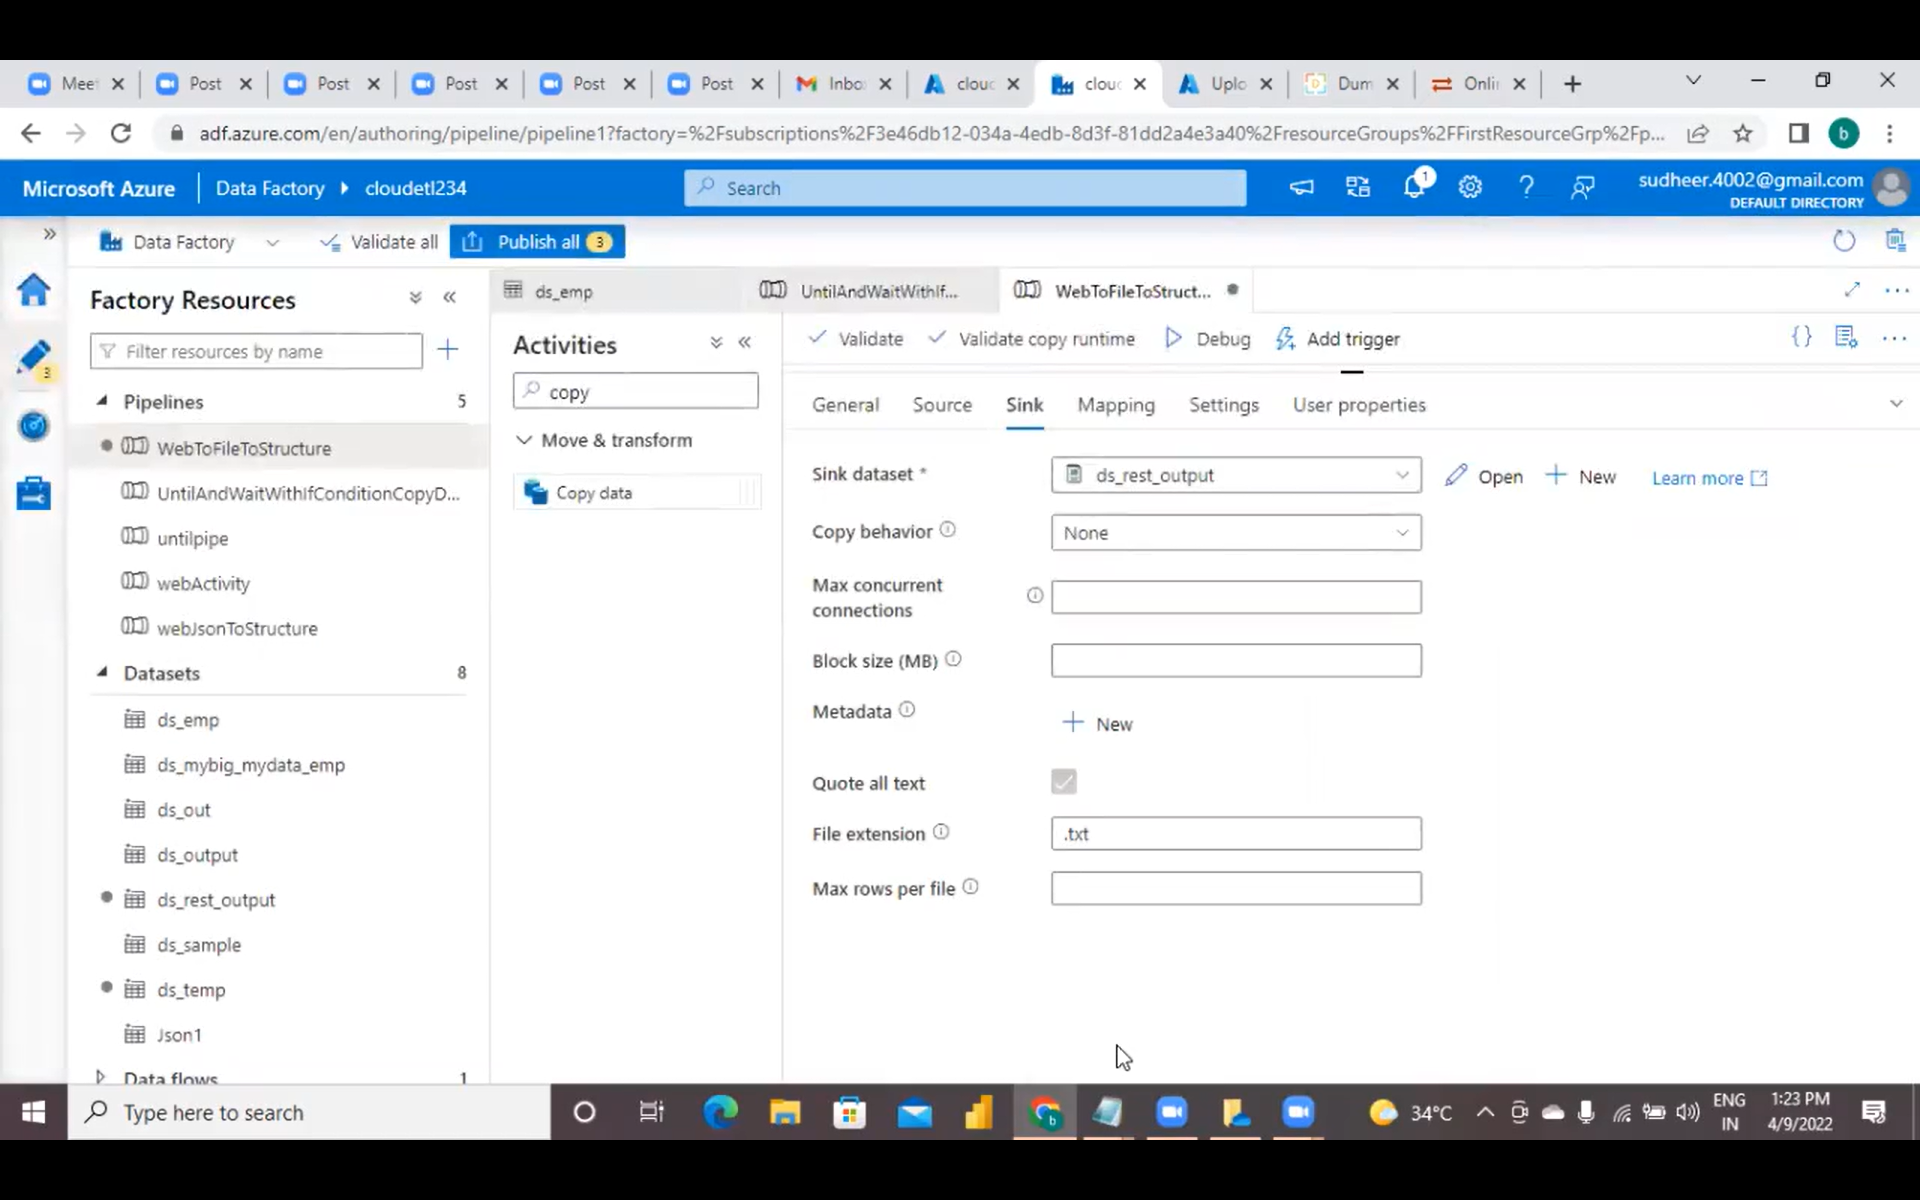 Meet Post Post Post Post Post Inbo clouc clouc Uplo Dum Onlin
adf.azure.com/en/authoring/pipeline/pipeline1?factory=%2Fsubscriptions%2F3e46db12-034a-4edb-8d3f-81dd2a4e3a40%2FresourceGroups%2FFirstResourceGrp%2Fp... b
Microsoft Azure Data Factory cloudetl234 Search 1 sudheer.4002@gmail.com
DEFAULT DIRECTORY
Data Factory Validate all Publish all 3
Factory Resources
Filter resources by name
3
Pipelines 5
WebToFileToStructure
UntilAndWaitWithIfConditionCopyD...
untilpipe
webActivity
webJsonToStructure
Datasets 8
ds_emp
ds_mybig_mydata_emp
ds_out
ds_output
ds_rest_output
ds_sample
ds_temp
Json1
Data flows 1
ds_emp UntilAndWaitWithIf... WebToFileToStruct...
Activities
copy
Move & transform
Copy data
Validate Validate copy runtime Debug Add trigger
General Source Sink Mapping Settings User properties
Sink dataset * ds_rest_output Open New Learn more
Copy behavior None
Max concurrent
connections
Block size (MB)
Metadata New
Quote all text
File extension .txt
Max rows per file
Type here to search 34°C ENG
IN 1:23 PM
4/9/2022